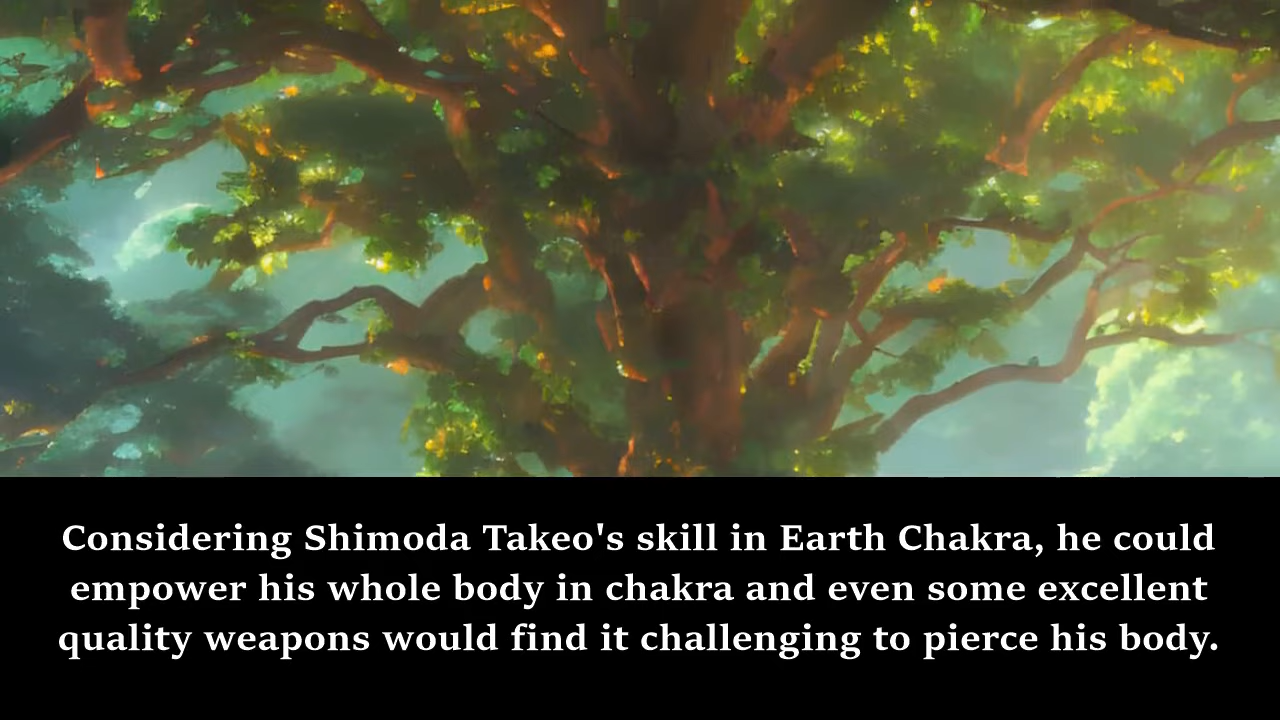 Considering Shimoda Takeo's skill in Earth Chakra, he could
empower his whole body in chakra and even some excellent
quality weapons would find it challenging to pierce his body.